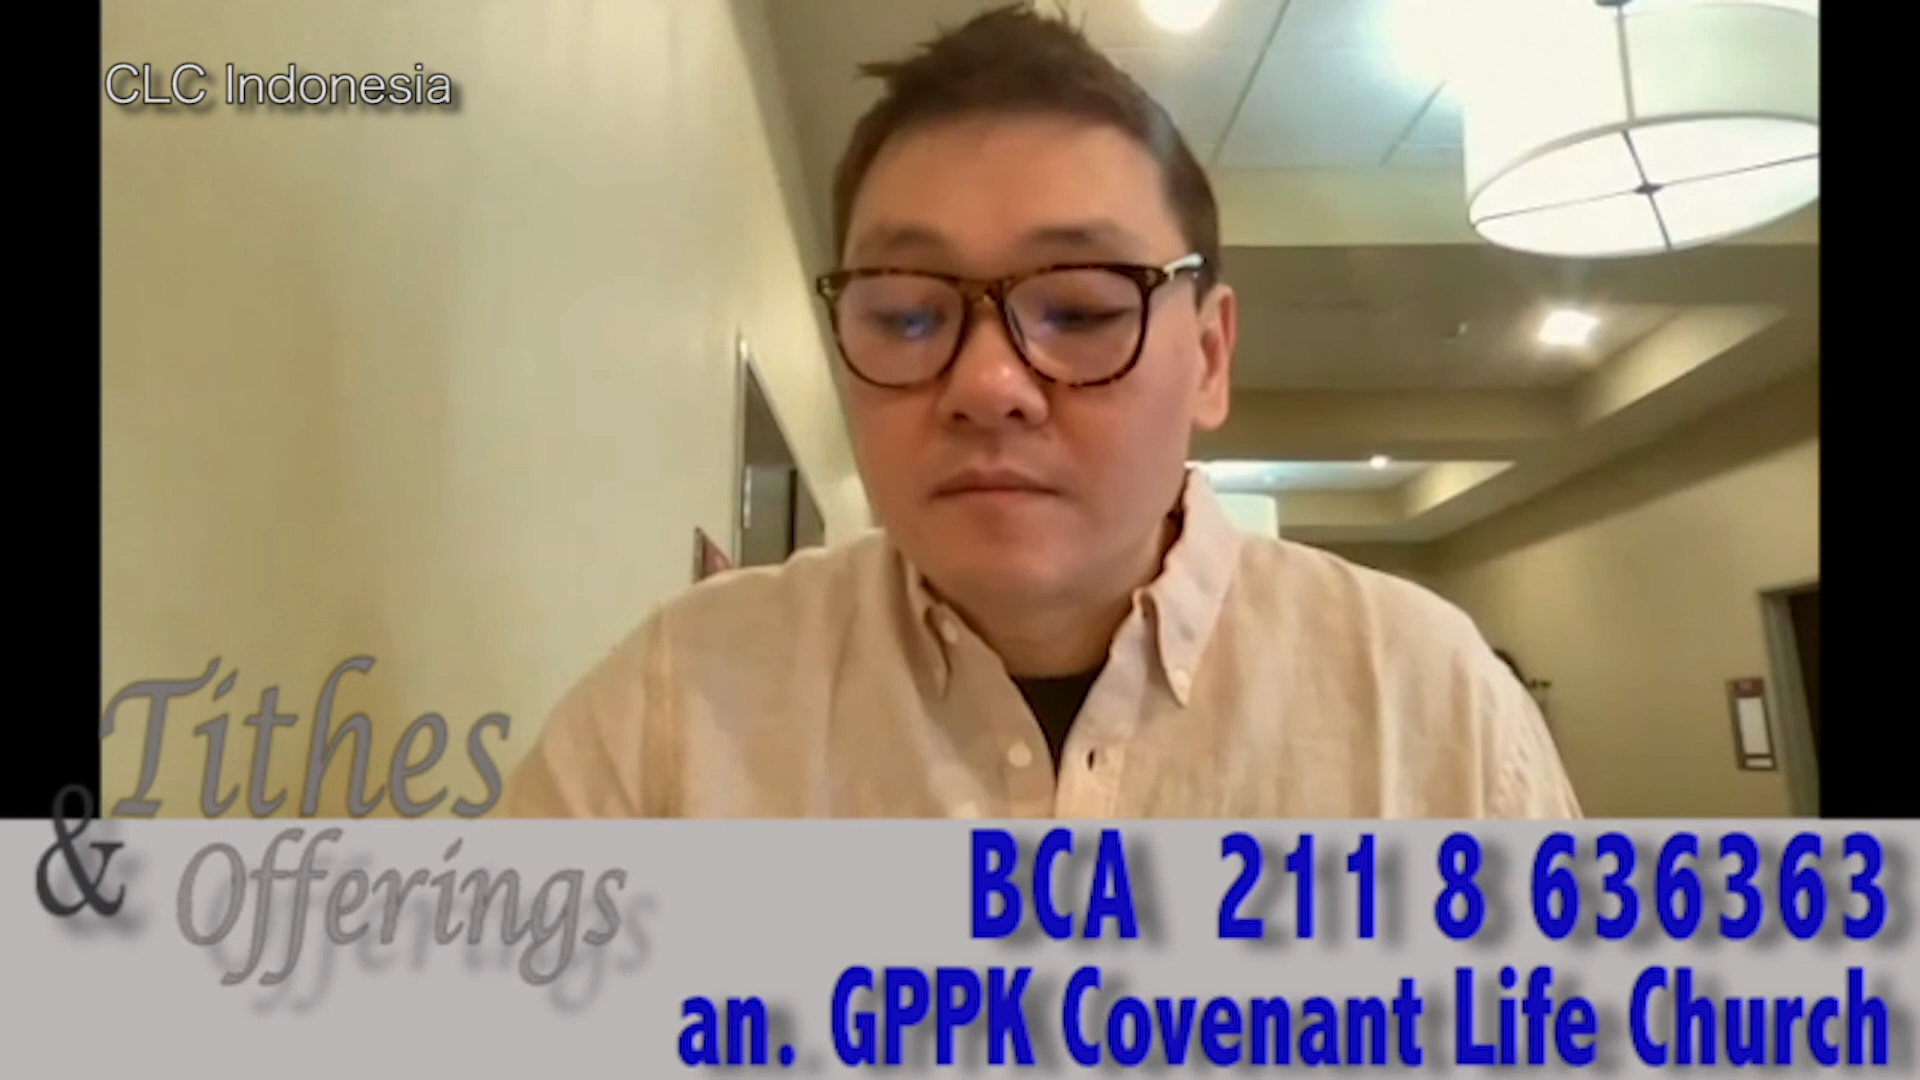 CLC Indonesia
Tithes
& Offerings
BCA 211 8 636363
an. GPPK Covenant Life Church